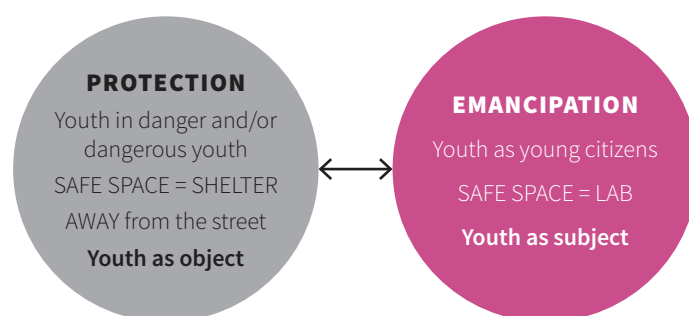 PROTECTION
Youth in danger and/or
dangerous youth
SAFE SPACE = SHELTER
AWAY from the street
Youth as object
EMANCIPATION
Youth as young citizens
SAFE SPACE = LAB
Youth as subject